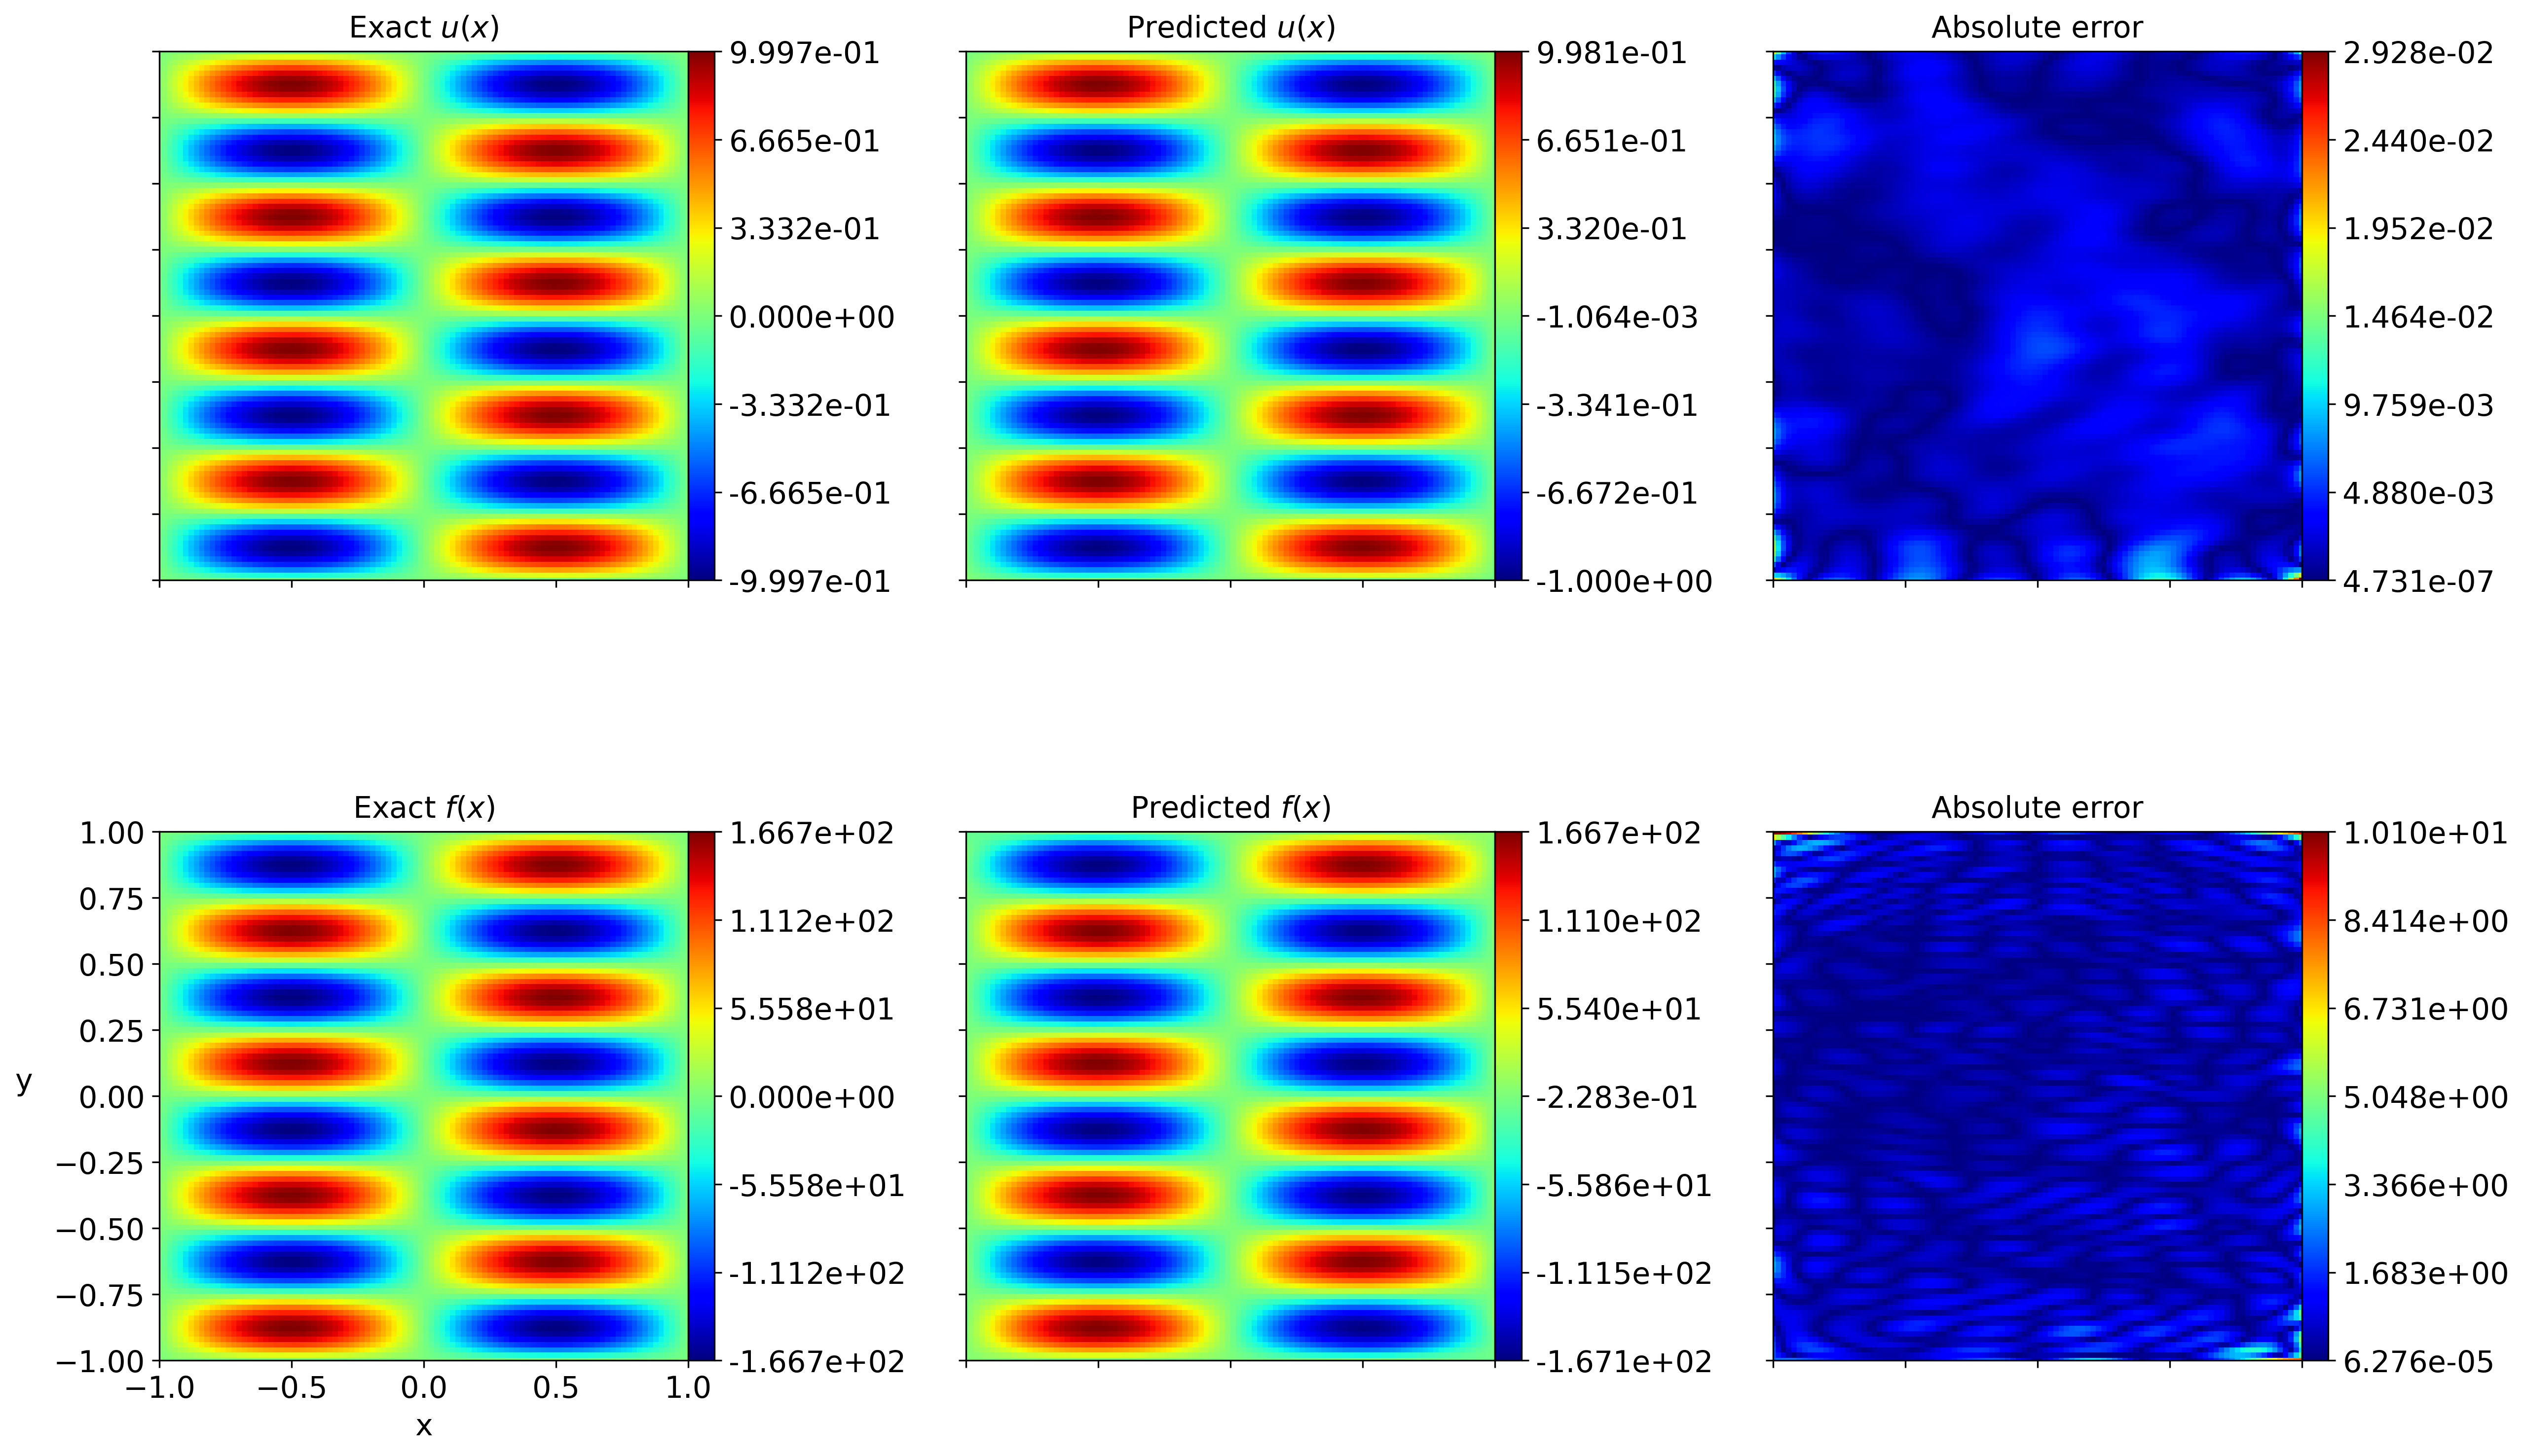 Exact u(x)
9.997e-01
6.665e-01
3.332e-01
0.000e+00
-3.332e-01
-6.665e-01
-9.997e-01
Predicted u(x)
9.981e-01
6.651e-01
3.320e-01
-1.064e-03
-3.341e-01
-6.672e-01
-1.000e+00
Absolute error
2.928e-02
2.440e-02
1.952e-02
1.464e-02
9.759e-03
4.880e-03
4.731e-07
Exact f(x)
y
1.00
0.75
0.50
0.25
0.00
−0.25
−0.50
−0.75
−1.00
−1.0
−0.5
0.0
0.5
1.0
x
1.667e+02
1.112e+02
5.558e+01
0.000e+00
-5.558e+01
-1.112e+02
-1.667e+02
Predicted f(x)
1.667e+02
1.110e+02
5.540e+01
-2.283e-01
-5.586e+01
-1.115e+02
-1.671e+02
Absolute error
1.010e+01
8.414e+00
6.731e+00
5.048e+00
3.366e+00
1.683e+00
6.276e-05